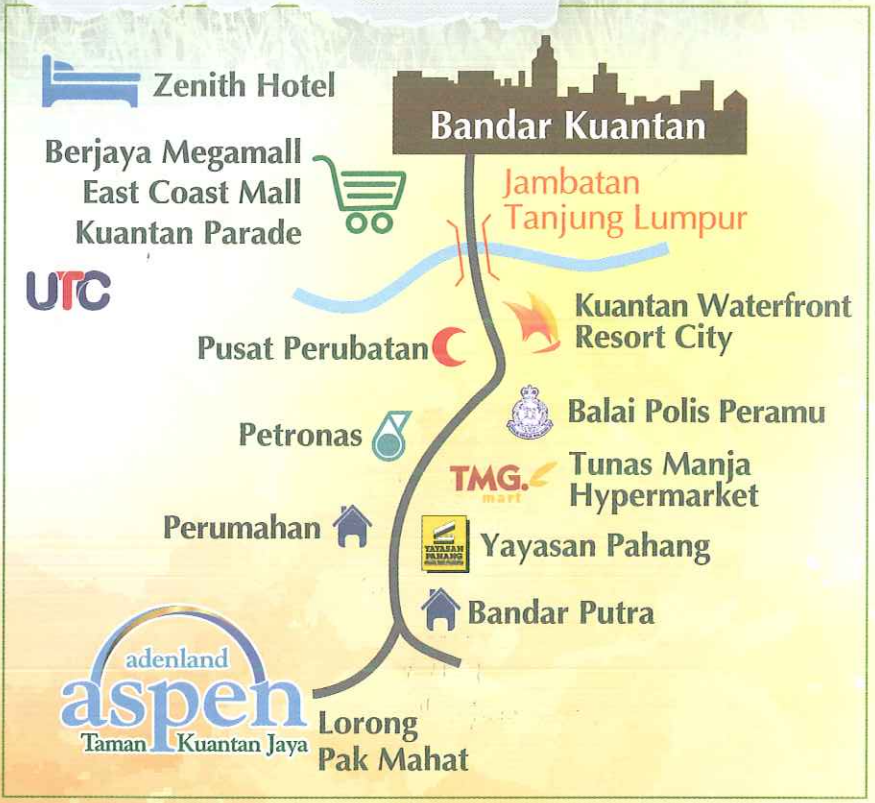 Zenith Hotel
Bandar Kuantan
Berjaya Megamall
East Coast Mall
Kuantan Parade
Jambatan
Tanjung Lumpur
UTC
Kuantan Waterfront
Resort City
Pusat Perubatan
Balai Polis Peramu
Petronas
TMG.
mart
Tunas Manja
Hypermarket
Perumahan
YAYASAN
PAHANG
Yayasan Pahang
Bandar Putra
adenland
aspen
Taman Kuantan Jaya
Lorong
Pak Mahat